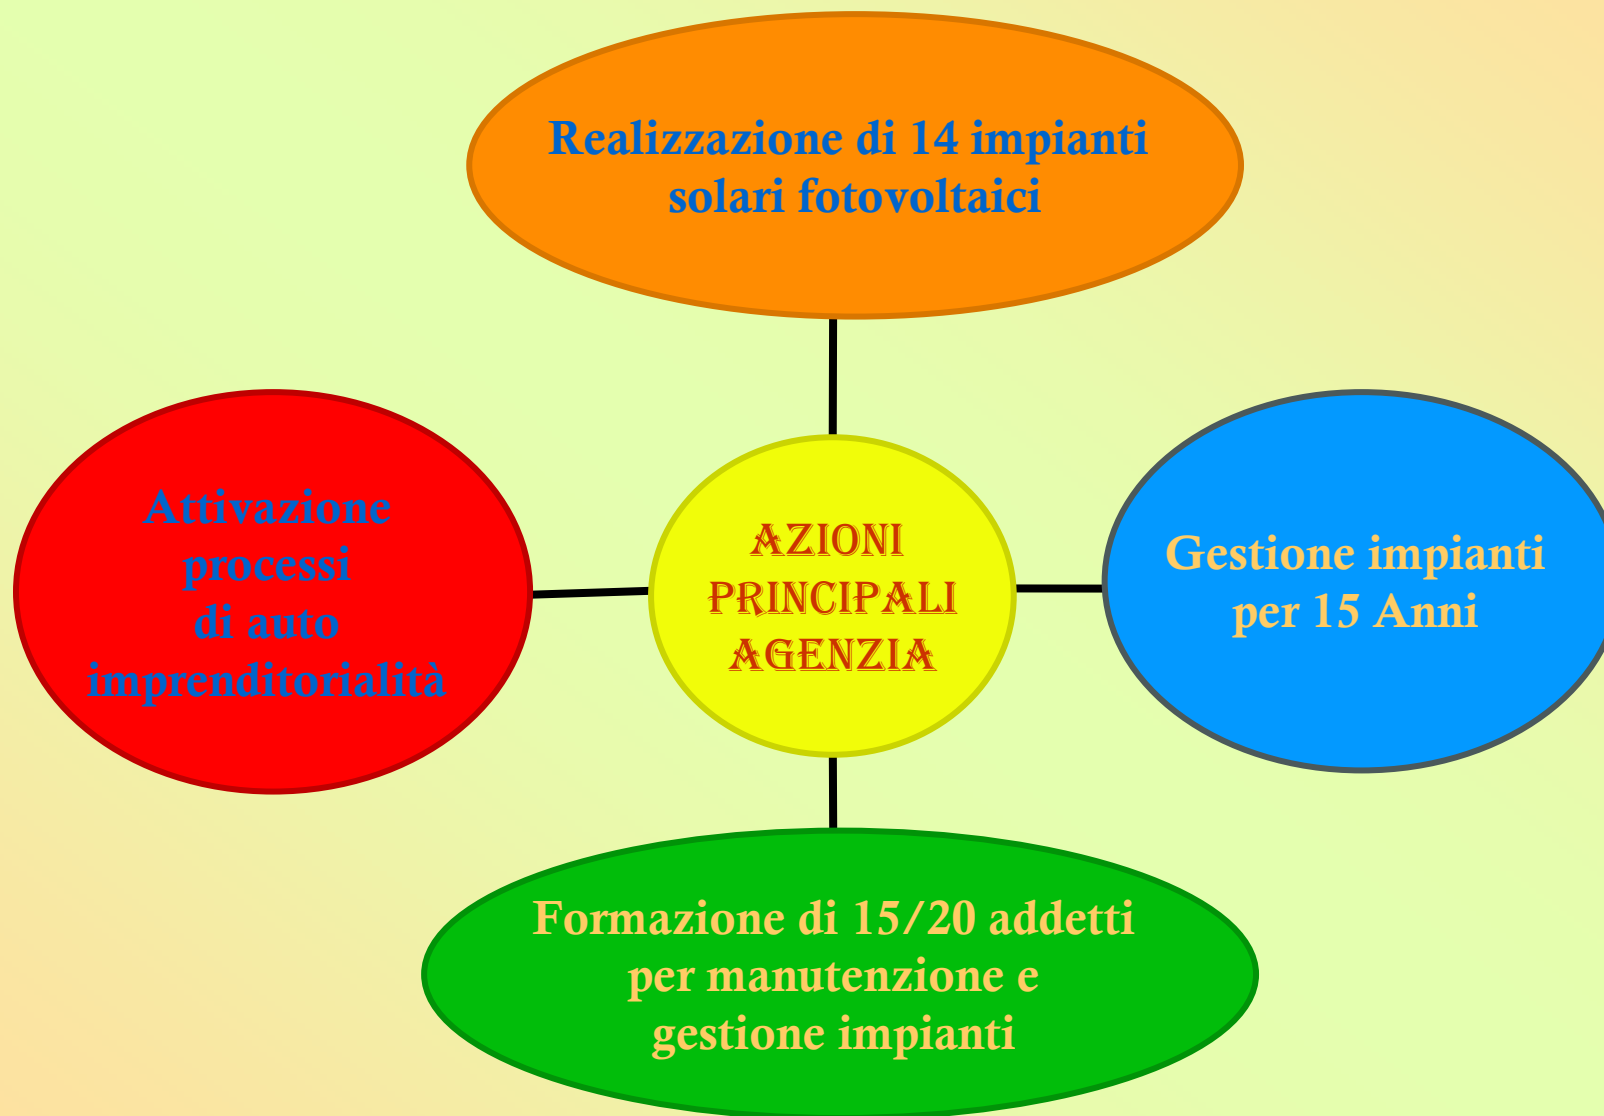 Realizzazione di 14 impianti
solari fotovoltaici
Attivazione
processi
di auto
imprenditorialità
AZIONI
PRINCIPALI
AGENZIA
Gestione impianti
per 15 Anni
Formazione di 15/20 addetti
per manutenzione e
gestione impianti